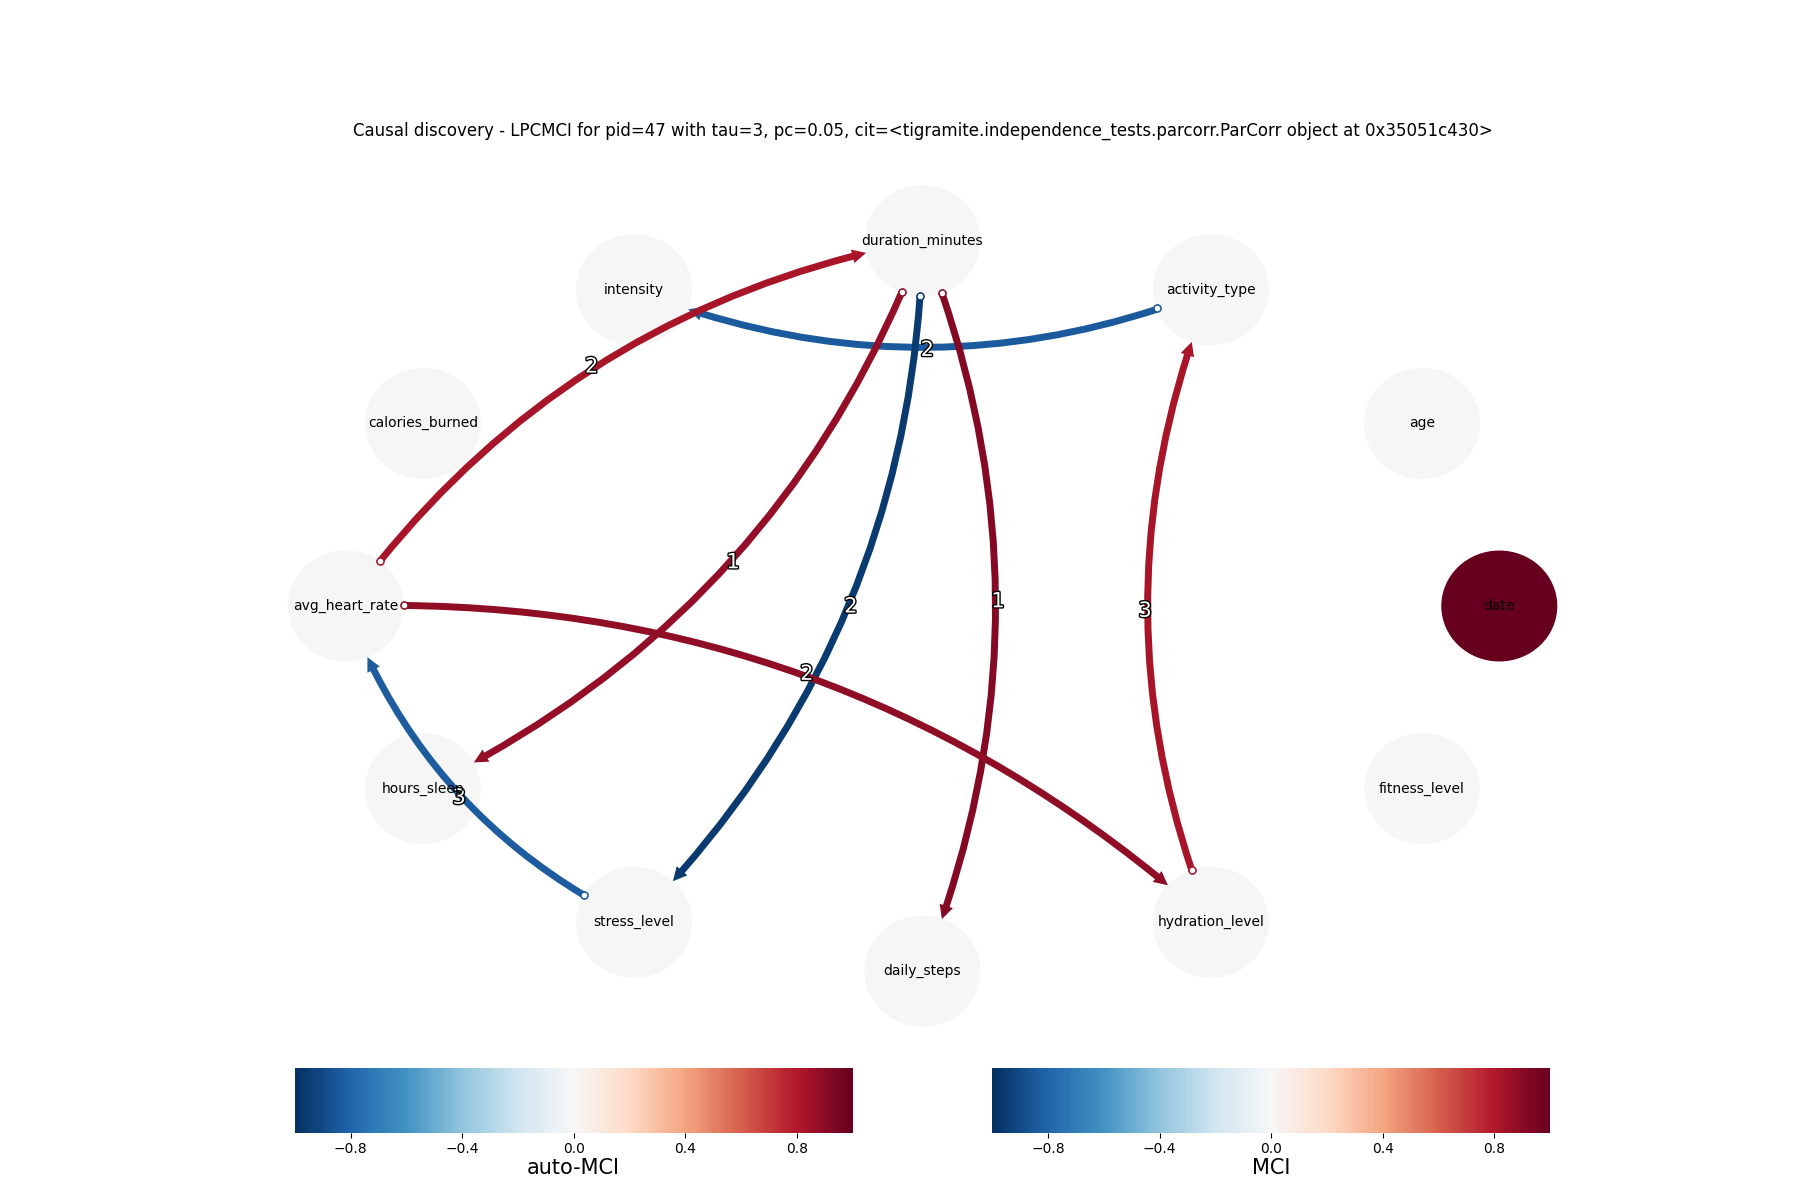 Causal discovery - LPCMCI for pid=47 with tau=3, pc=0.05, cit=<tigramite.independence_tests.parcorr.ParCorr object at 0x35051c430>
duration_minutes
intensity
activity_type
2
2
calories_burned
age
1
2
1
3
avg_heart_rate
date
2
hours_sleep
3
fitness_level
stress_level
hydration_level
daily_steps
−0.8 −0.4 0.0 0.4 0.8
auto-MCI
−0.8 −0.4 0.0 0.4 0.8
MCI